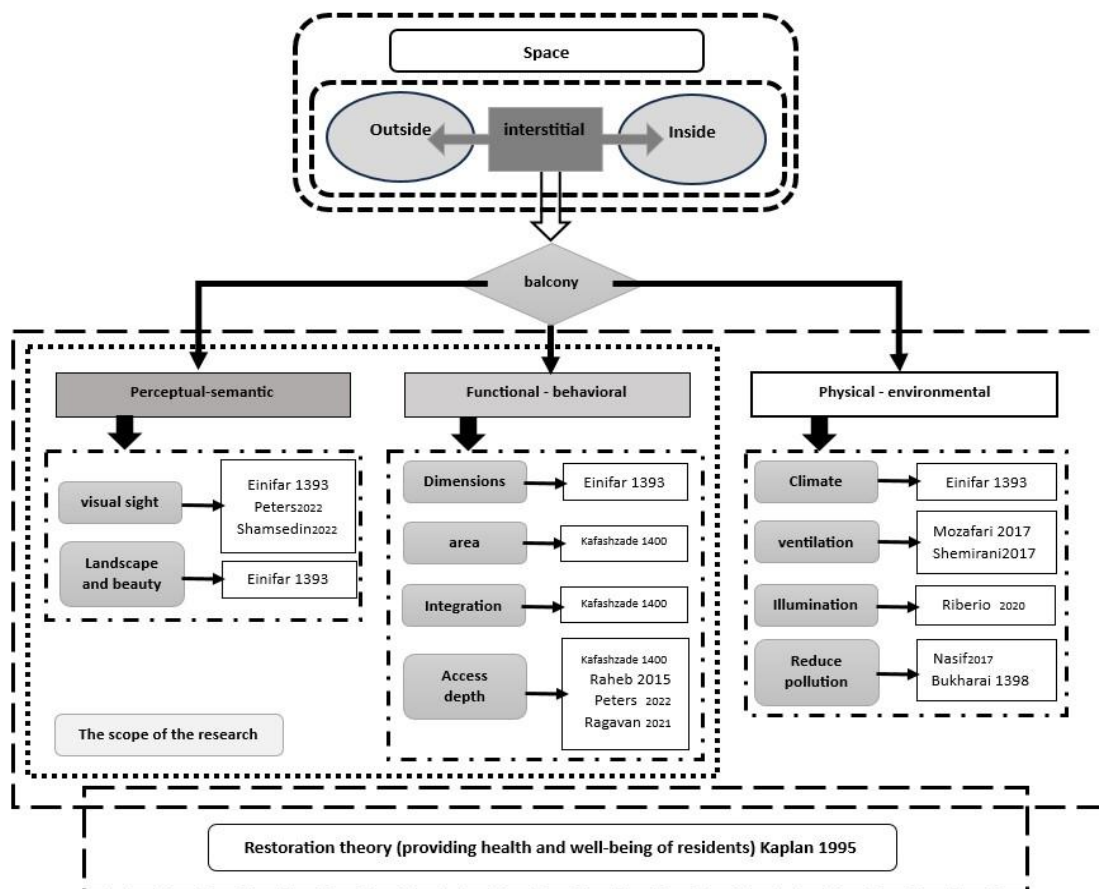 Space
Outside
interstitial
Inside
balcony
Perceptual-semantic
visual sight
Einifar 1393
Peters2022
Shamsedin2022
Landscape
and beauty
Einifar 1393
The scope of the research
Functional - behavioral
Dimensions
Einifar 1393
area
Kafashzade 1400
Integration
Kafashzade 1400
Access
depth
Kafashzade 1400
Raheb 2015
Peters 2022
Ragavan 2021
Physical - environmental
Climate
Einifar 1393
ventilation
Mozafari 2017
Shemirani2017
Illumination
Riberio 2020
Reduce
pollution
Nasif2017
Bukharai 1398
Restoration theory (providing health and well-being of residents) Kaplan 1995